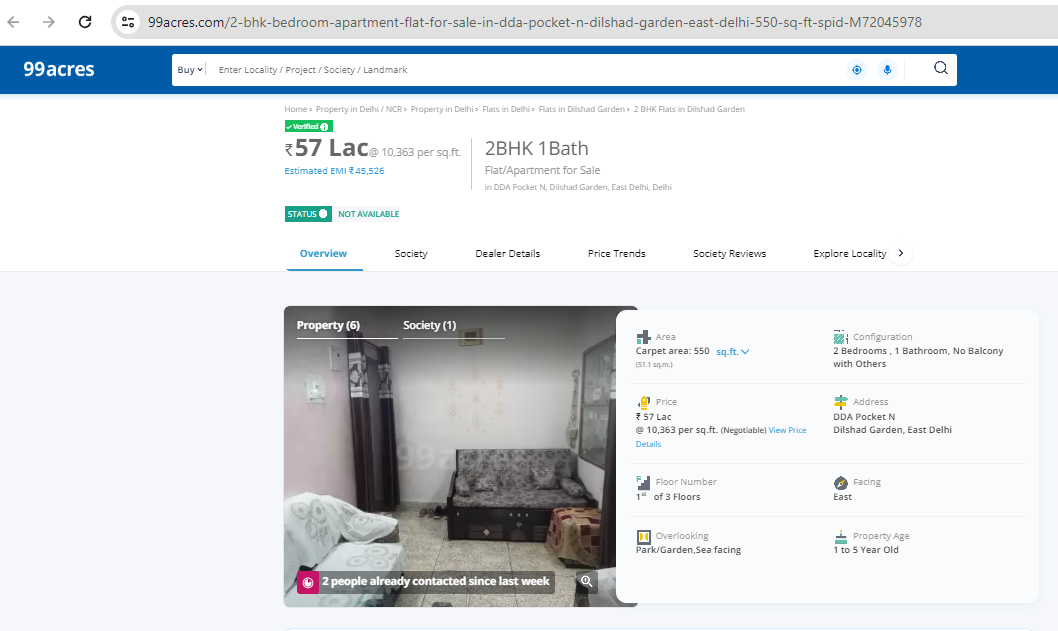 99acres.com/2-bhk-bedroom-apartment-flat-for-sale-in-dda-pocket-n-dilshad-garden-east-delhi-550-sq-ft-spid-M72045978
99acres
Buy
Enter Locality / Project / Society / Landmark
Home› Property in Delhi / NCR› Property in Delhi› Flats in Delhi› Flats in Dilshad Garden› 2 BHK Flats in Dilshad Garden
Verified
₹57 Lac@ 10,363 per sq.ft.
Estimated EMI ₹45,526
2BHK 1Bath
Flat/Apartment for Sale
in DDA Pocket N, Dilshad Garden, East Delhi, Delhi
STATUS NOT AVAILABLE
Overview Society Dealer Details Price Trends Society Reviews Explore Locality
Property (6) Society (1)
99a
2 people already contacted since last week
Area
Carpet area: 550 sq.ft.
(51.1 sq.m.)
Configuration
2 Bedrooms , 1 Bathroom, No Balcony
with Others
Price
₹ 57 Lac
@ 10,363 per sq.ft. (Negotiable) View Price
Details
Address
DDA Pocket N
Dilshad Garden, East Delhi
Floor Number
1st of 3 Floors
Facing
East
Overlooking
Park/Garden,Sea facing
Property Age
1 to 5 Year Old